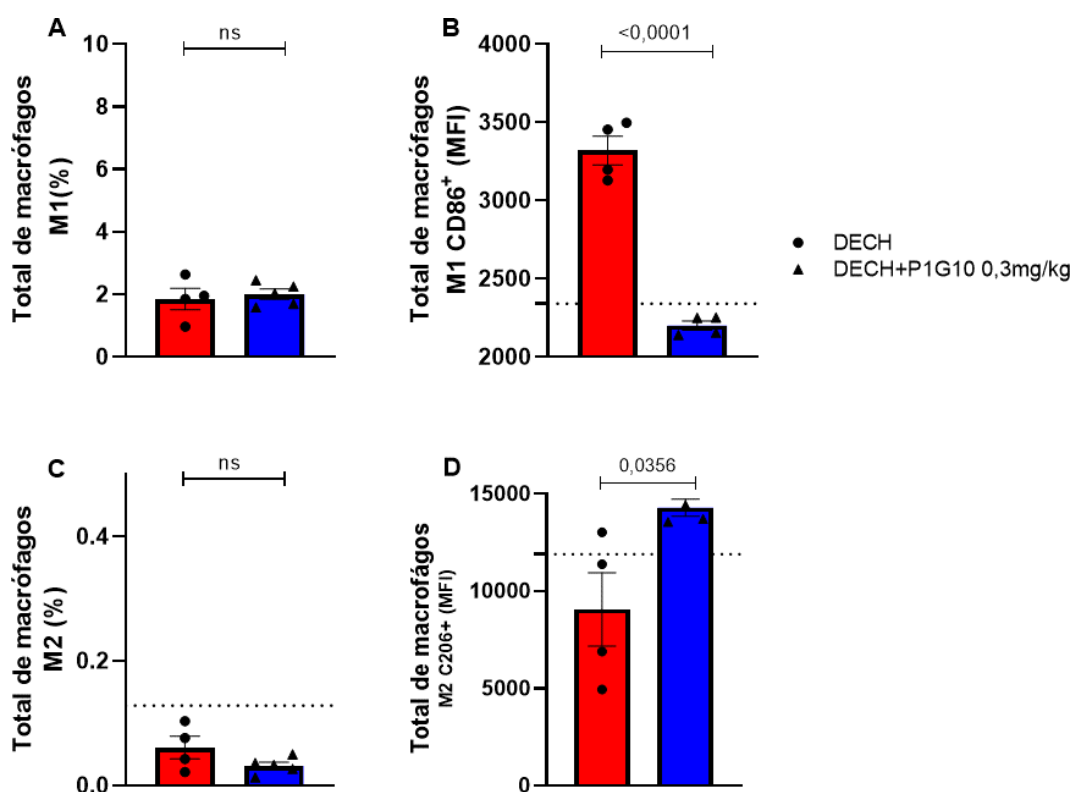 A
ns
Total de macrófagos
M1(%)
10
8
6
4
2
0
B
<0,0001
Total de macrófagos
M1 CD86+ (MFI)
4000
3500
3000
2500
2000
DECH
DECH+P1G10 0,3mg/kg
C
ns
Total de macrófagos
M2 (%)
0.4
0.2
0.0
D
0,0356
Total de macrófágos
M2 C206+ (MFI)
15000
10000
5000
0